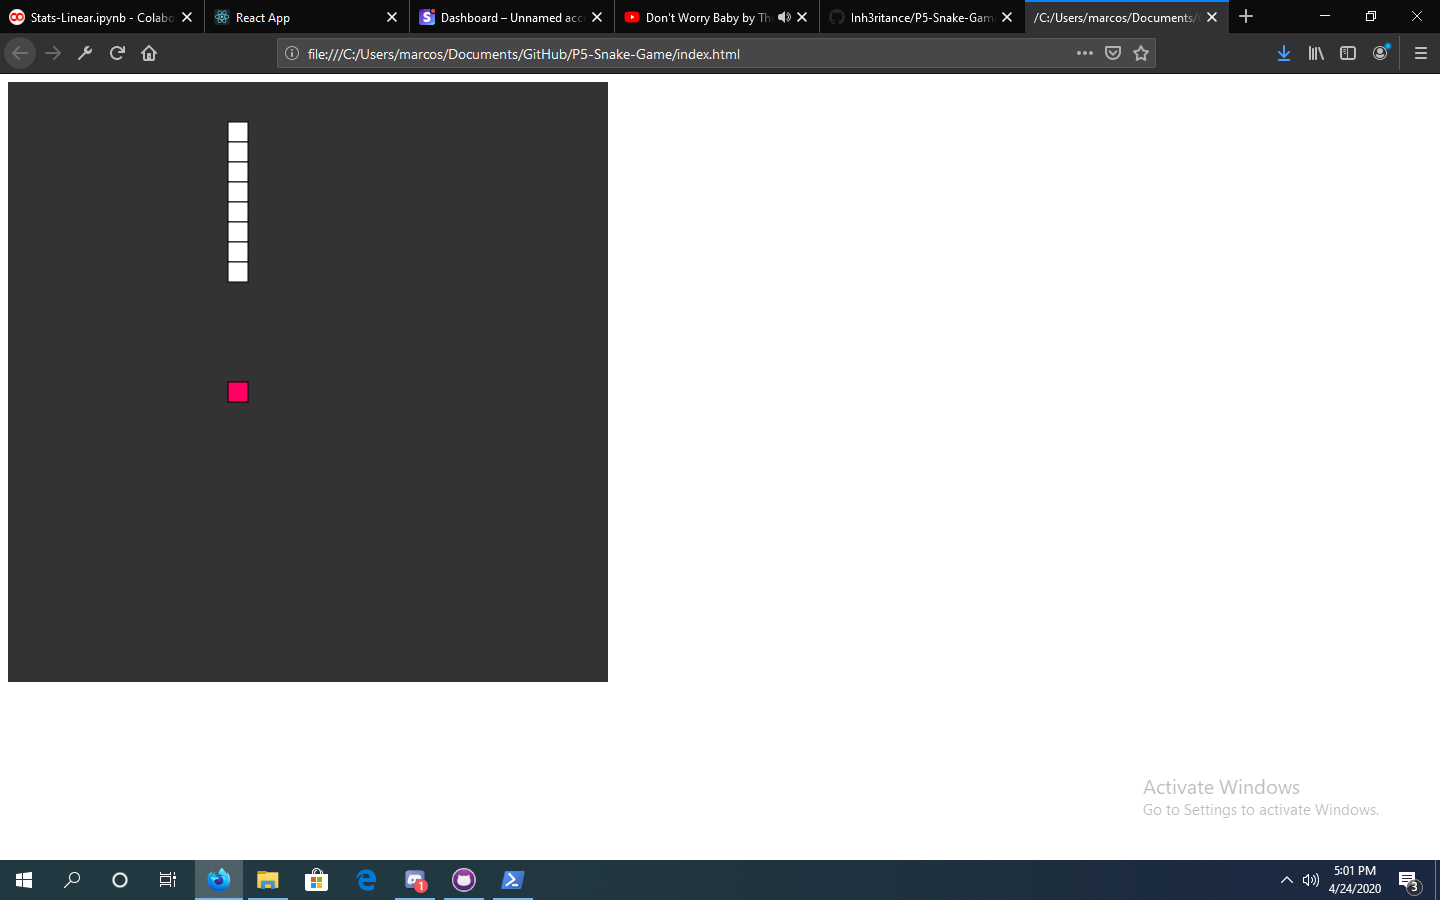 Stats-Linear.ipynb - Colabo
React App
Dashboard – Unnamed acc
Don't Worry Baby by Th
Inh3ritance/P5-Snake-Gam
/C:/Users/marcos/Documents/
file:///C:/Users/marcos/Documents/GitHub/P5-Snake-Game/index.html
Activate Windows
Go to Settings to activate Windows.
1
5:01 PM
4/24/2020
3